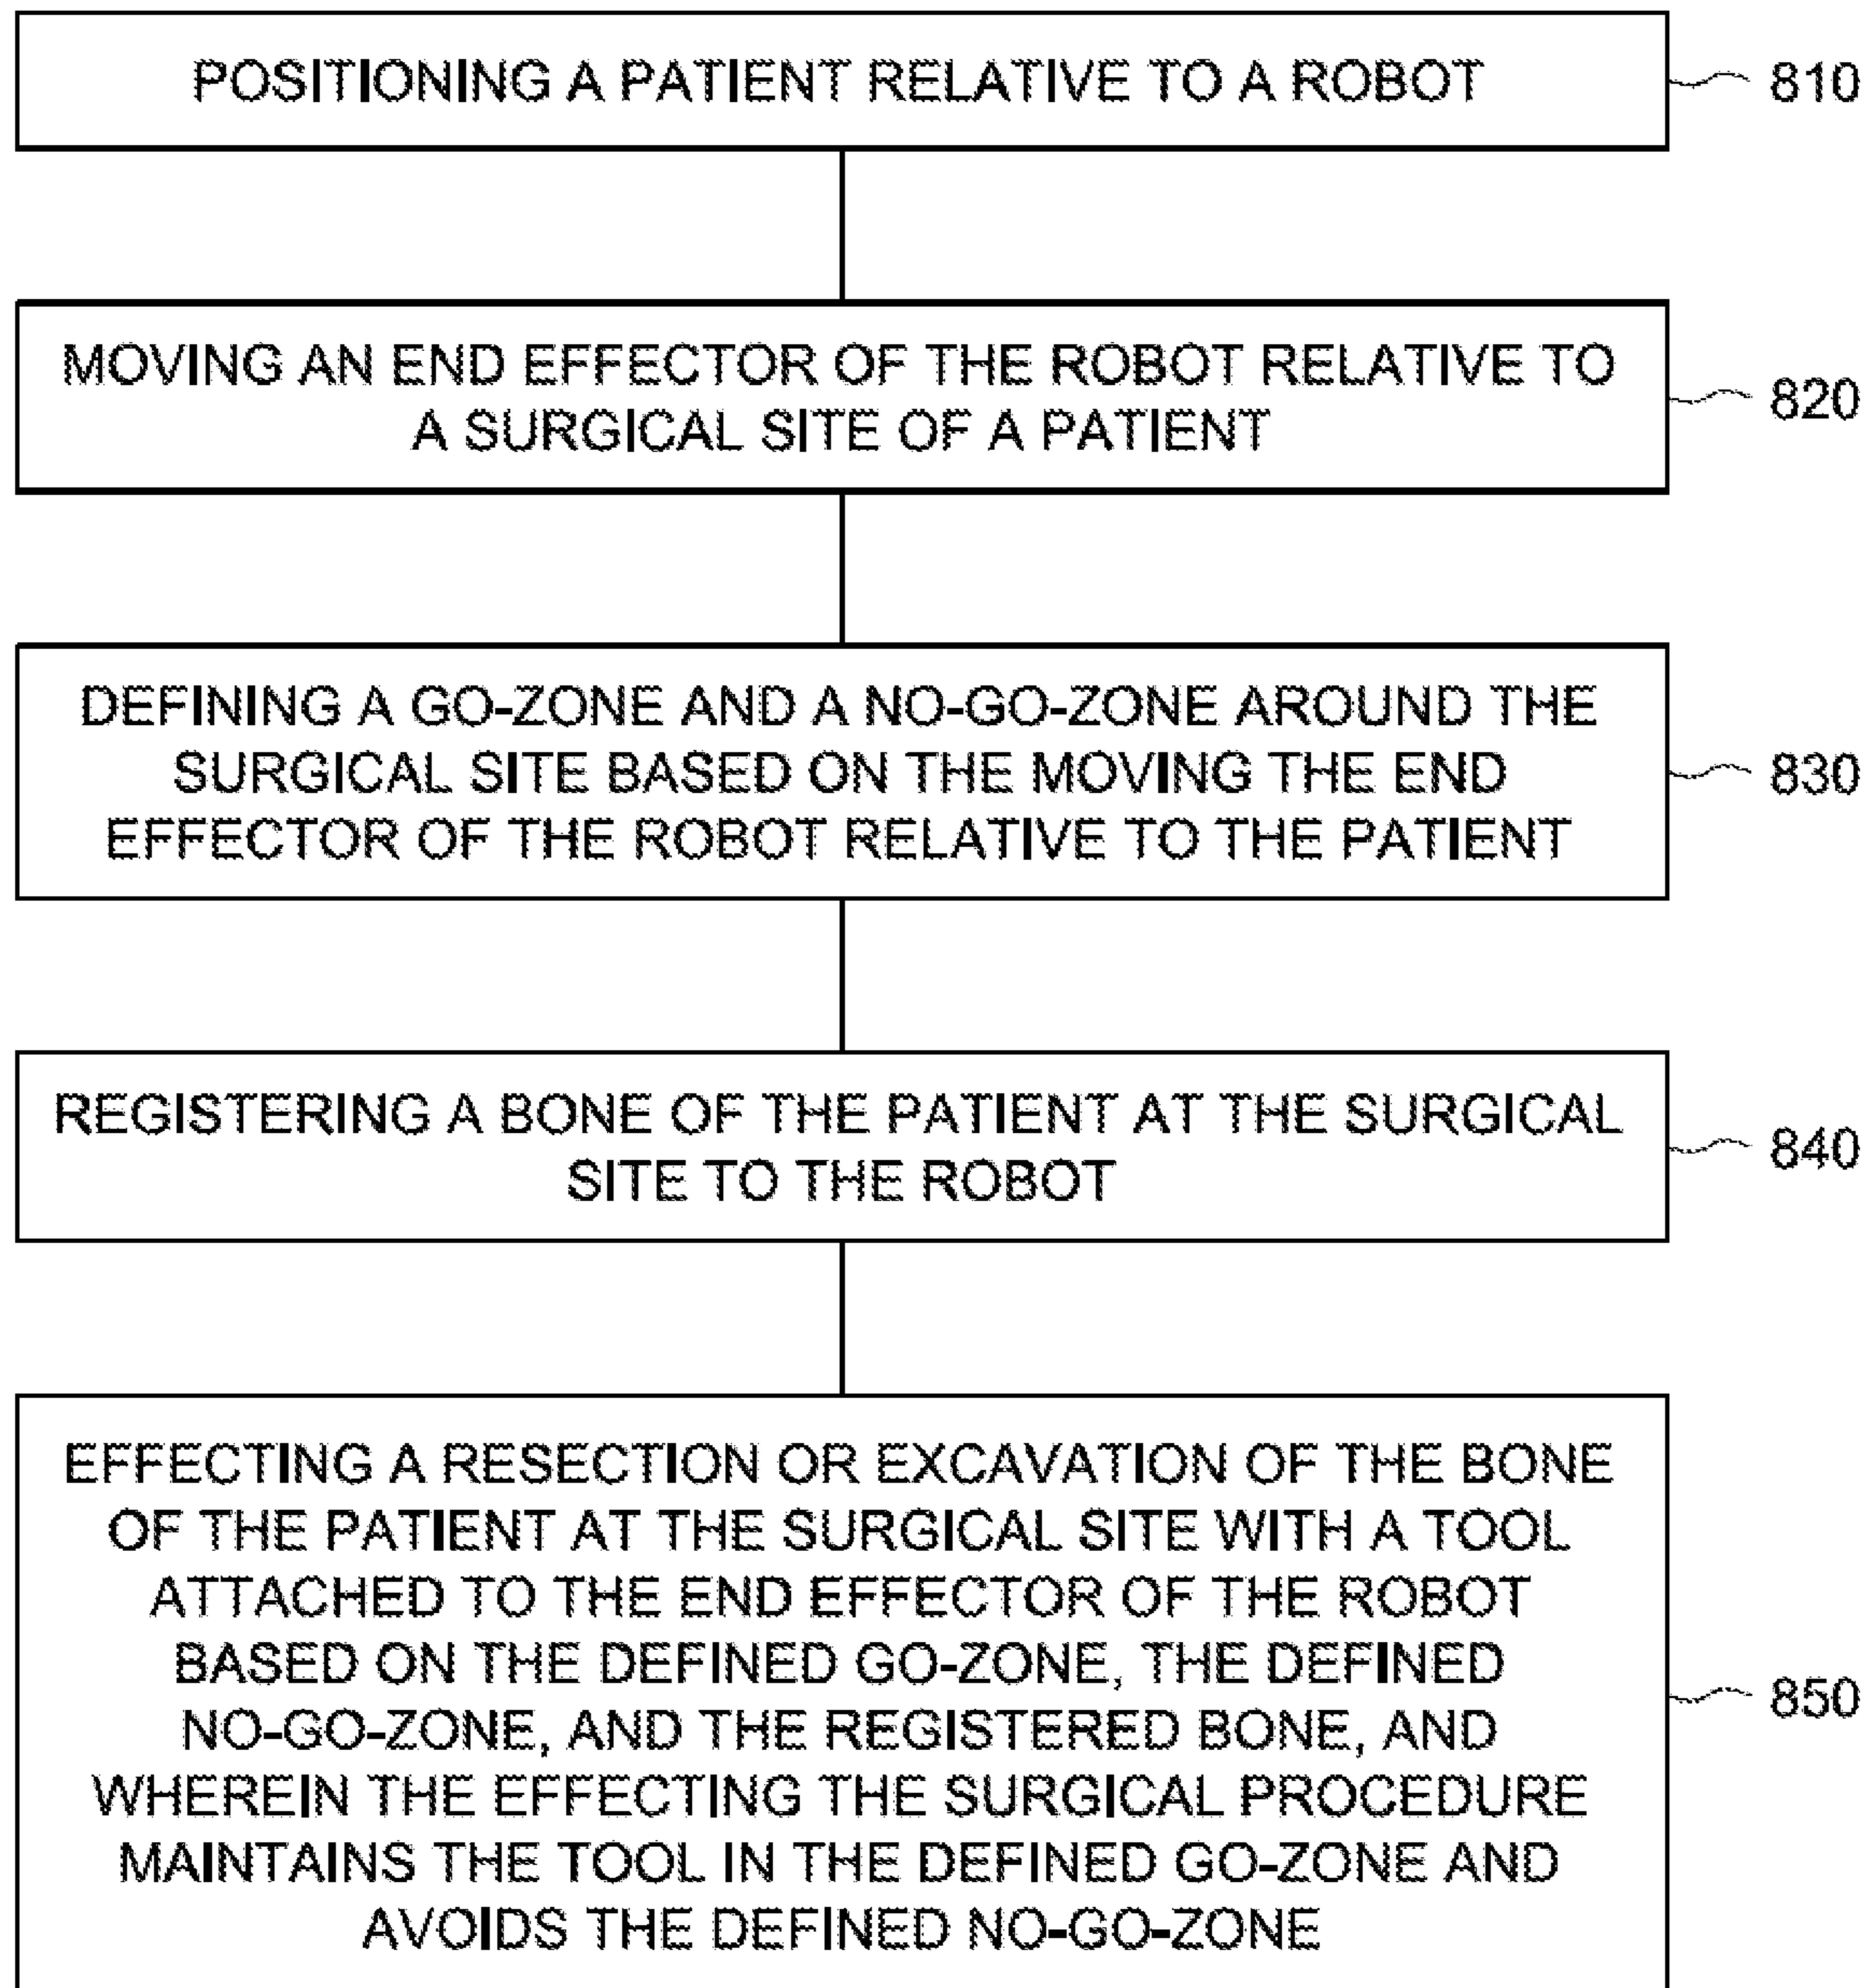 POSITIONING A PATIENT RELATIVE TO A ROBOT
810
MOVING AN END EFFECTOR OF THE ROBOT RELATIVE TO
A SURGICAL SITE OF A PATIENT
820
DEFINING A GO-ZONE AND A NO-GO-ZONE AROUND THE
SURGICAL SITE BASED ON THE MOVING THE END
EFFECTOR OF THE ROBOT RELATIVE TO THE PATIENT
830
REGISTERING A BONE OF THE PATIENT AT THE SURGICAL
SITE TO THE ROBOT
840
EFFECTING A RESECTION OR EXCAVATION OF THE BONE
OF THE PATIENT AT THE SURGICAL SITE WITH A TOOL
ATTACHED TO THE END EFFECTOR OF THE ROBOT
BASED ON THE DEFINED GO-ZONE, THE DEFINED
NO-GO-ZONE, AND THE REGISTERED BONE, AND
WHEREIN THE EFFECTING THE SURGICAL PROCEDURE
MAINTAINS THE TOOL IN THE DEFINED GO-ZONE AND
AVOIDS THE DEFINED NO-GO-ZONE
850